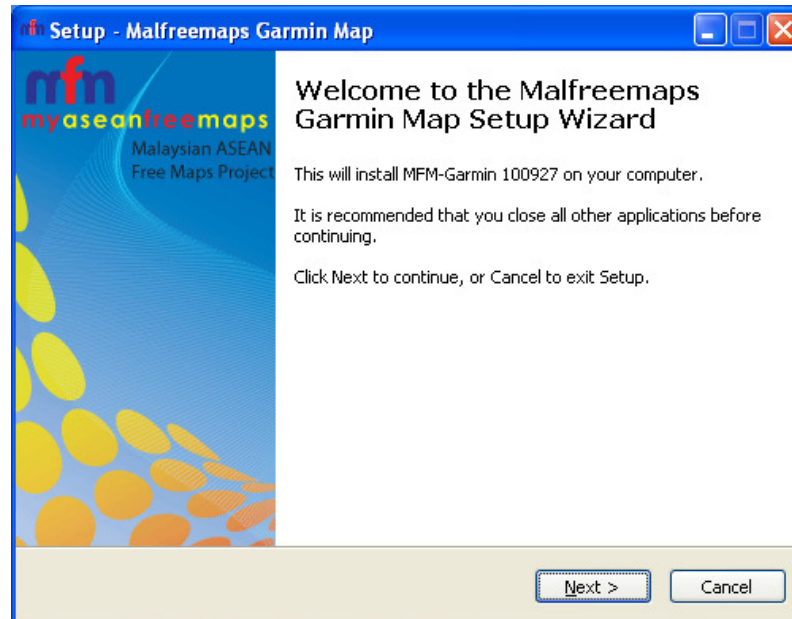 mfm Setup - Malfreemaps Garmin Map
mfm
myaseanfreemaps
Malaysian ASEAN
Free Maps Project
Welcome to the Malfreemaps
Garmin Map Setup Wizard
This will install MFM-Garmin 100927 on your computer.
It is recommended that you close all other applications before
continuing.
Click Next to continue, or Cancel to exit Setup.
Next >
Cancel